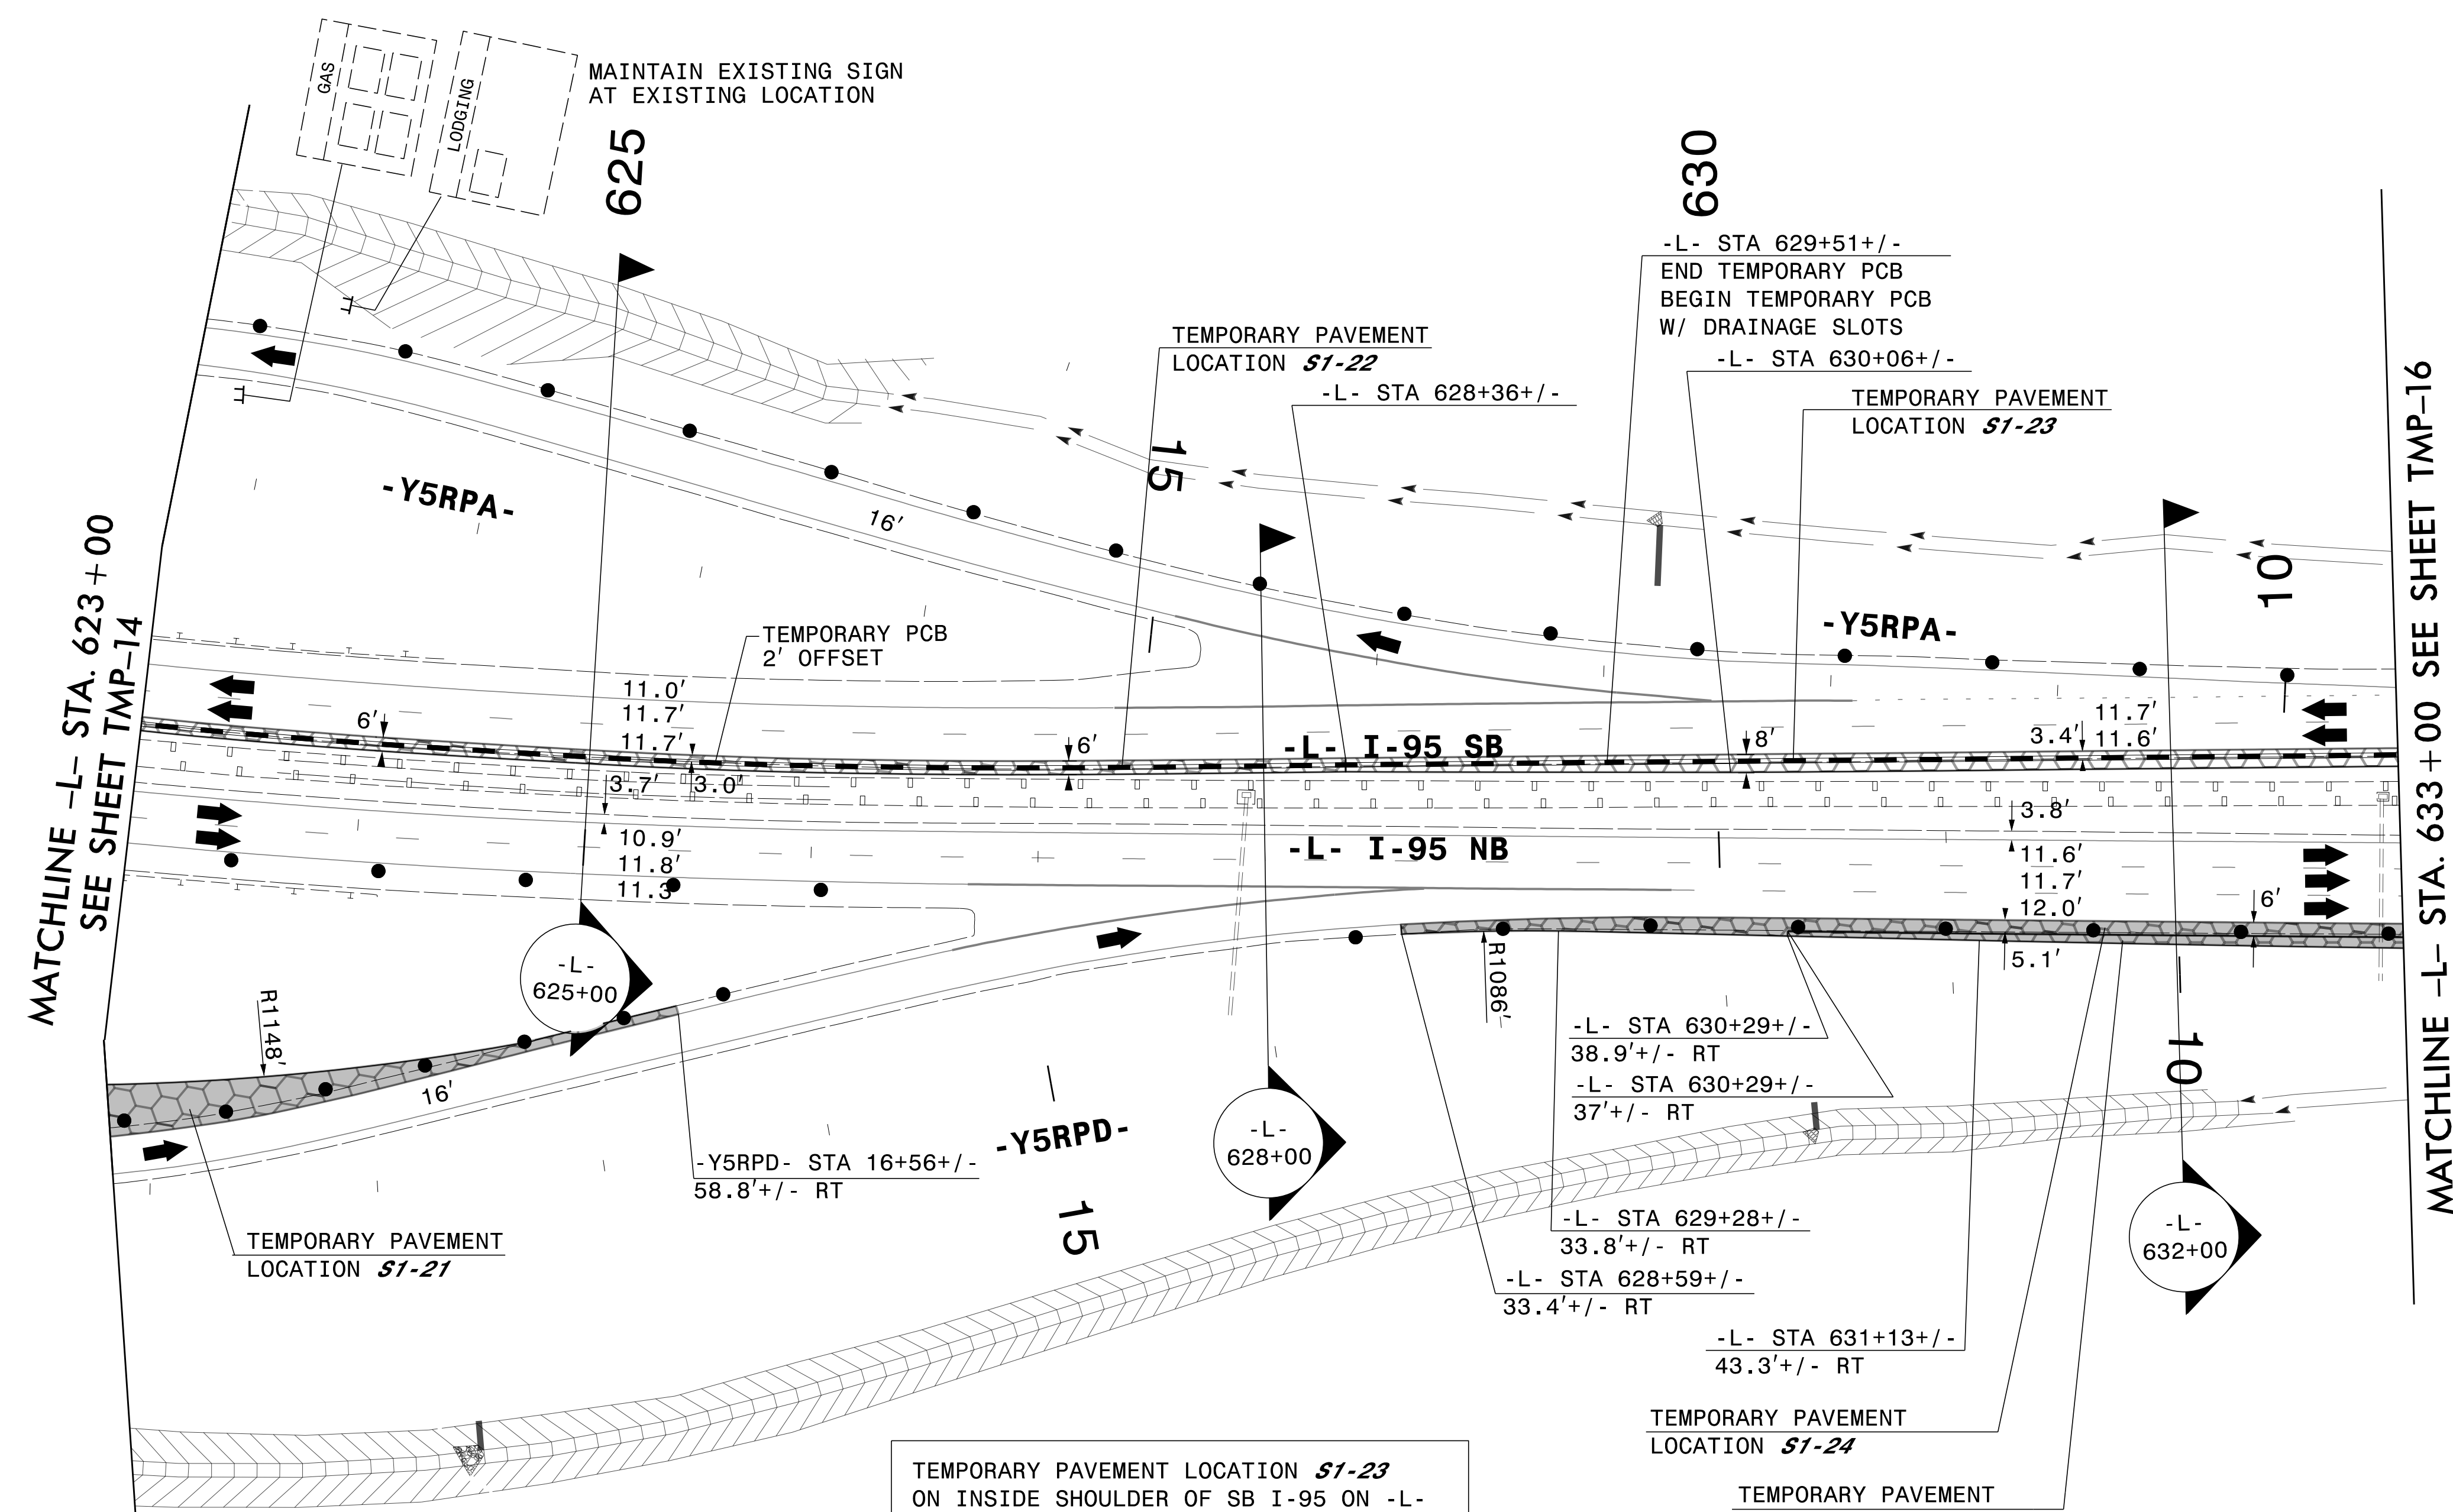 GAS
LODGING
MAINTAIN EXISTING SIGN
AT EXISTING LOCATION
625
630
-L- STA 629+51+/-
END TEMPORARY PCB
BEGIN TEMPORARY PCB
W/ DRAINAGE SLOTS
-L- STA 630+06+/-
TEMPORARY PAVEMENT
LOCATION S1-22
-L- STA 628+36+/-
TEMPORARY PAVEMENT
LOCATION S1-23
15
-Y5RPA-
16'
MATCHLINE -L- STA. 623+00
SEE SHEET TMP-14
MATCHLINE -L- STA. 633+00 SEE SHEET TMP-16
10
-Y5RPA-
TEMPORARY PCB
2' OFFSET
11.0'
11.7'
11.7'
6'
3.7'
3.0'
6'
-L- I-95 SB
8'
3.4'
11.7'
11.6'
3.8'
10.9'
11.8'
11.3'
-L- I-95 NB
11.6'
11.7'
12.0'
6'
5.1'
-L-
625+00
R1148'
R1086'
16'
-L- STA 630+29+/-
38.9'+/- RT
-L- STA 630+29+/-
37'+/- RT
10
-Y5RPD-
-L-
628+00
-Y5RPD- STA 16+56+/-
58.8'+/- RT
15
-L- STA 629+28+/-
33.8'+/- RT
-L-
632+00
TEMPORARY PAVEMENT
LOCATION S1-21
-L- STA 628+59+/-
33.4'+/- RT
-L- STA 631+13+/-
43.3'+/- RT
TEMPORARY PAVEMENT
LOCATION S1-24
TEMPORARY PAVEMENT LOCATION S1-23
ON INSIDE SHOULDER OF SB I-95 ON -L-
TEMPORARY PAVEMENT